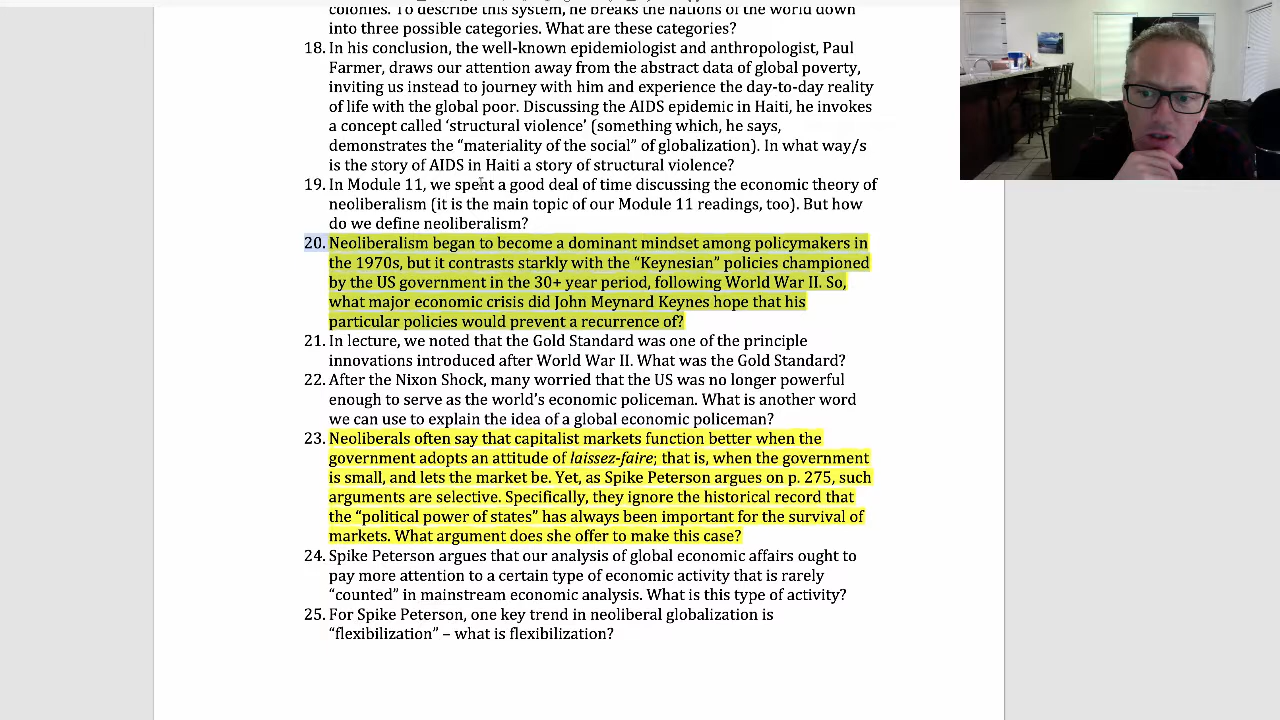 colonies. To describe this system, he breaks the nations of the world down
into three possible categories. What are these categories?
18. In his conclusion, the well-known epidemiologist and anthropologist, Paul
Farmer, draws our attention away from the abstract data of global poverty,
inviting us instead to journey with him and experience the day-to-day reality
of life with the global poor. Discussing the AIDS epidemic in Haiti, he invokes
a concept called ‘structural violence’ (something which, he says,
demonstrates the “materiality of the social” of globalization). In what way/s
is the story of AIDS in Haiti a story of structural violence?
19. In Module 11, we spent a good deal of time discussing the economic theory of
neoliberalism (it is the main topic of our Module 11 readings, too). But how
do we define neoliberalism?
20. Neoliberalism began to become a dominant mindset among policymakers in
the 1970s, but it contrasts starkly with the “Keynesian” policies championed
by the US government in the 30+ year period, following World War II. So,
what major economic crisis did John Meynard Keynes hope that his
particular policies would prevent a recurrence of?
21. In lecture, we noted that the Gold Standard was one of the principle
innovations introduced after World War II. What was the Gold Standard?
22. After the Nixon Shock, many worried that the US was no longer powerful
enough to serve as the world’s economic policeman. What is another word
we can use to explain the idea of a global economic policeman?
23. Neoliberals often say that capitalist markets function better when the
government adopts an attitude of laissez-faire; that is, when the government
is small, and lets the market be. Yet, as Spike Peterson argues on p. 275, such
arguments are selective. Specifically, they ignore the historical record that
the “political power of states” has always been important for the survival of
markets. What argument does she offer to make this case?
24. Spike Peterson argues that our analysis of global economic affairs ought to
pay more attention to a certain type of economic activity that is rarely
“counted” in mainstream economic analysis. What is this type of activity?
25. For Spike Peterson, one key trend in neoliberal globalization is
“flexibilization” – what is flexibilization?